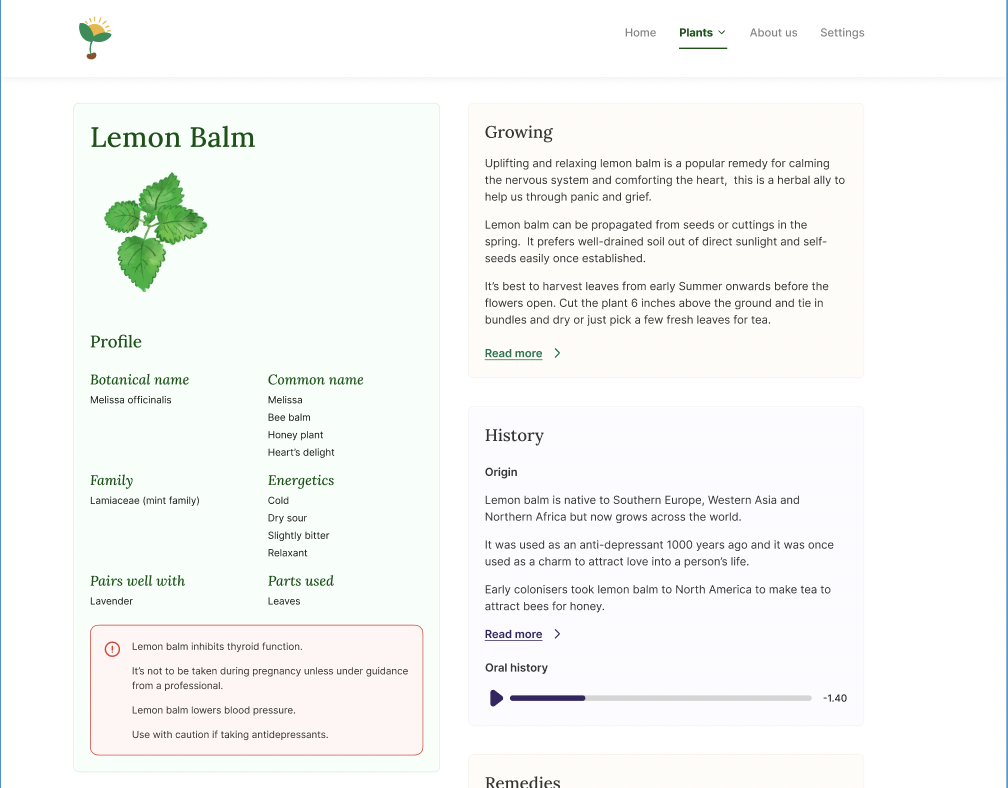 Home
Plants
About us
Settings
Lemon Balm
Profile
Botanical name
Melissa officinalis
Common name
Melissa
Bee balm
Honey plant
Heart's delight
Family
Lamiaceae (mint family)
Energetics
Cold
Dry sour
Slightly bitter
Relaxant
Pairs well with
Lavender
Parts used
Leaves
Lemon balm inhibits thyroid function.
It's not to be taken during pregnancy unless under guidance
from a professional.
Lemon balm lowers blood pressure.
Use with caution if taking antidepressants.
Growing
Uplifting and relaxing lemon balm is a popular remedy for calming
the nervous system and comforting the heart,  this is a herbal ally to
help us through panic and grief.
Lemon balm can be propagated from seeds or cuttings in the
spring.  It prefers well-drained soil out of direct sunlight and self-
seeds easily once established.
It's best to harvest leaves from early Summer onwards before the
flowers open. Cut the plant 6 inches above the ground and tie in
bundles and dry or just pick a few fresh leaves for tea.
Read more
History
Origin
Lemon balm is native to Southern Europe, Western Asia and
Northern Africa but now grows across the world.
It was used as an anti-depressant 1000 years ago and it was once
used as a charm to attract love into a person's life.
Early colonisers took lemon balm to North America to make tea to
attract bees for honey.
Read more
Oral history
-1.40
Remedies